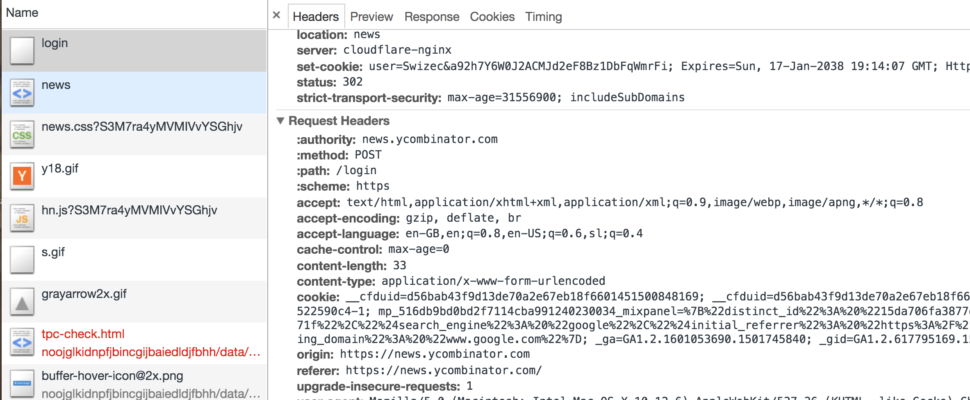 Name
× Headers Preview Response Cookies Timing
login
news
news.css?S3M7ra4yMVMIVvYSGhjv
CSS
y18.gif
Y
hn.js?S3M7ra4yMVMIVvYSGhjv
JS
s.gif
grayarrow2x.gif
tpc-check.html
noojglkidnpfjbincgijbaiedldjfbhh/data/…
buffer-hover-icon@2x.png
noojglkidnpfjbincgijbaiedldjfbhh/data/…
location: news
server: cloudflare-nginx
set-cookie: user=Swizec&a92h7Y6W0J2ACMJd2eF8Bz1DbFqWmrFi; Expires=Sun, 17-Jan-2038 19:14:07 GMT; Htt
status: 302
strict-transport-security: max-age=31556900; includeSubDomains
▼ Request Headers
:authority: news.ycombinator.com
:method: POST
:path: /login
:scheme: https
accept: text/html,application/xhtml+xml,application/xml;q=0.9,image/webp,image/apng,*/*;q=0.8
accept-encoding: gzip, deflate, br
accept-language: en-GB,en;q=0.8,en-US;q=0.6,sl;q=0.4
cache-control: max-age=0
content-length: 33
content-type: application/x-www-form-urlencoded
cookie: __cfduid=d56bab43f9d13de70a2e67eb18f6601451500848169; __cfduid=d56bab43f9d13de70a2e67eb18f66
522590c4-1; mp_516db9bd0bd2f7114cba991240230034_mixpanel=%7B%22distinct_id%22%3A%20%2215da706fa3877
71f%22%2C%22%24search_engine%22%3A%20%22google%22%2C%22%24initial_referrer%22%3A%20%22https%3A%2F%2
ing_domain%22%3A%20%22www.google.com%22%7D; _ga=GA1.2.1601053690.1501745840; _gid=GA1.2.617795169.15
origin: https://news.ycombinator.com
referer: https://news.ycombinator.com/
upgrade-insecure-requests: 1